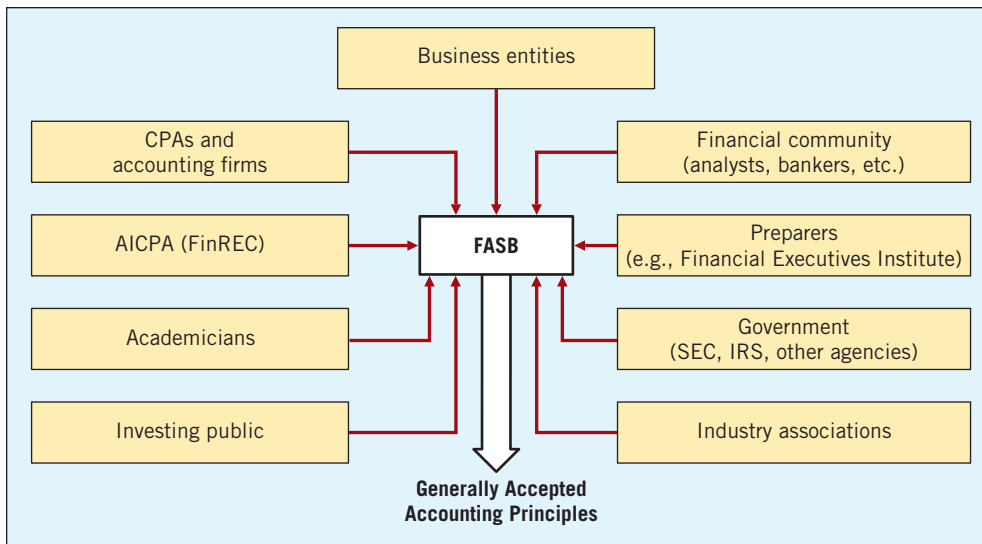 Business entities
CPAs and
accounting firms
Financial community
(analysts, bankers, etc.)
AICPA (FinREC)
FASB
Preparers
(e.g., Financial Executives Institute)
Academicians
Government
(SEC, IRS, other agencies)
Investing public
Industry associations
Generally Accepted
Accounting Principles